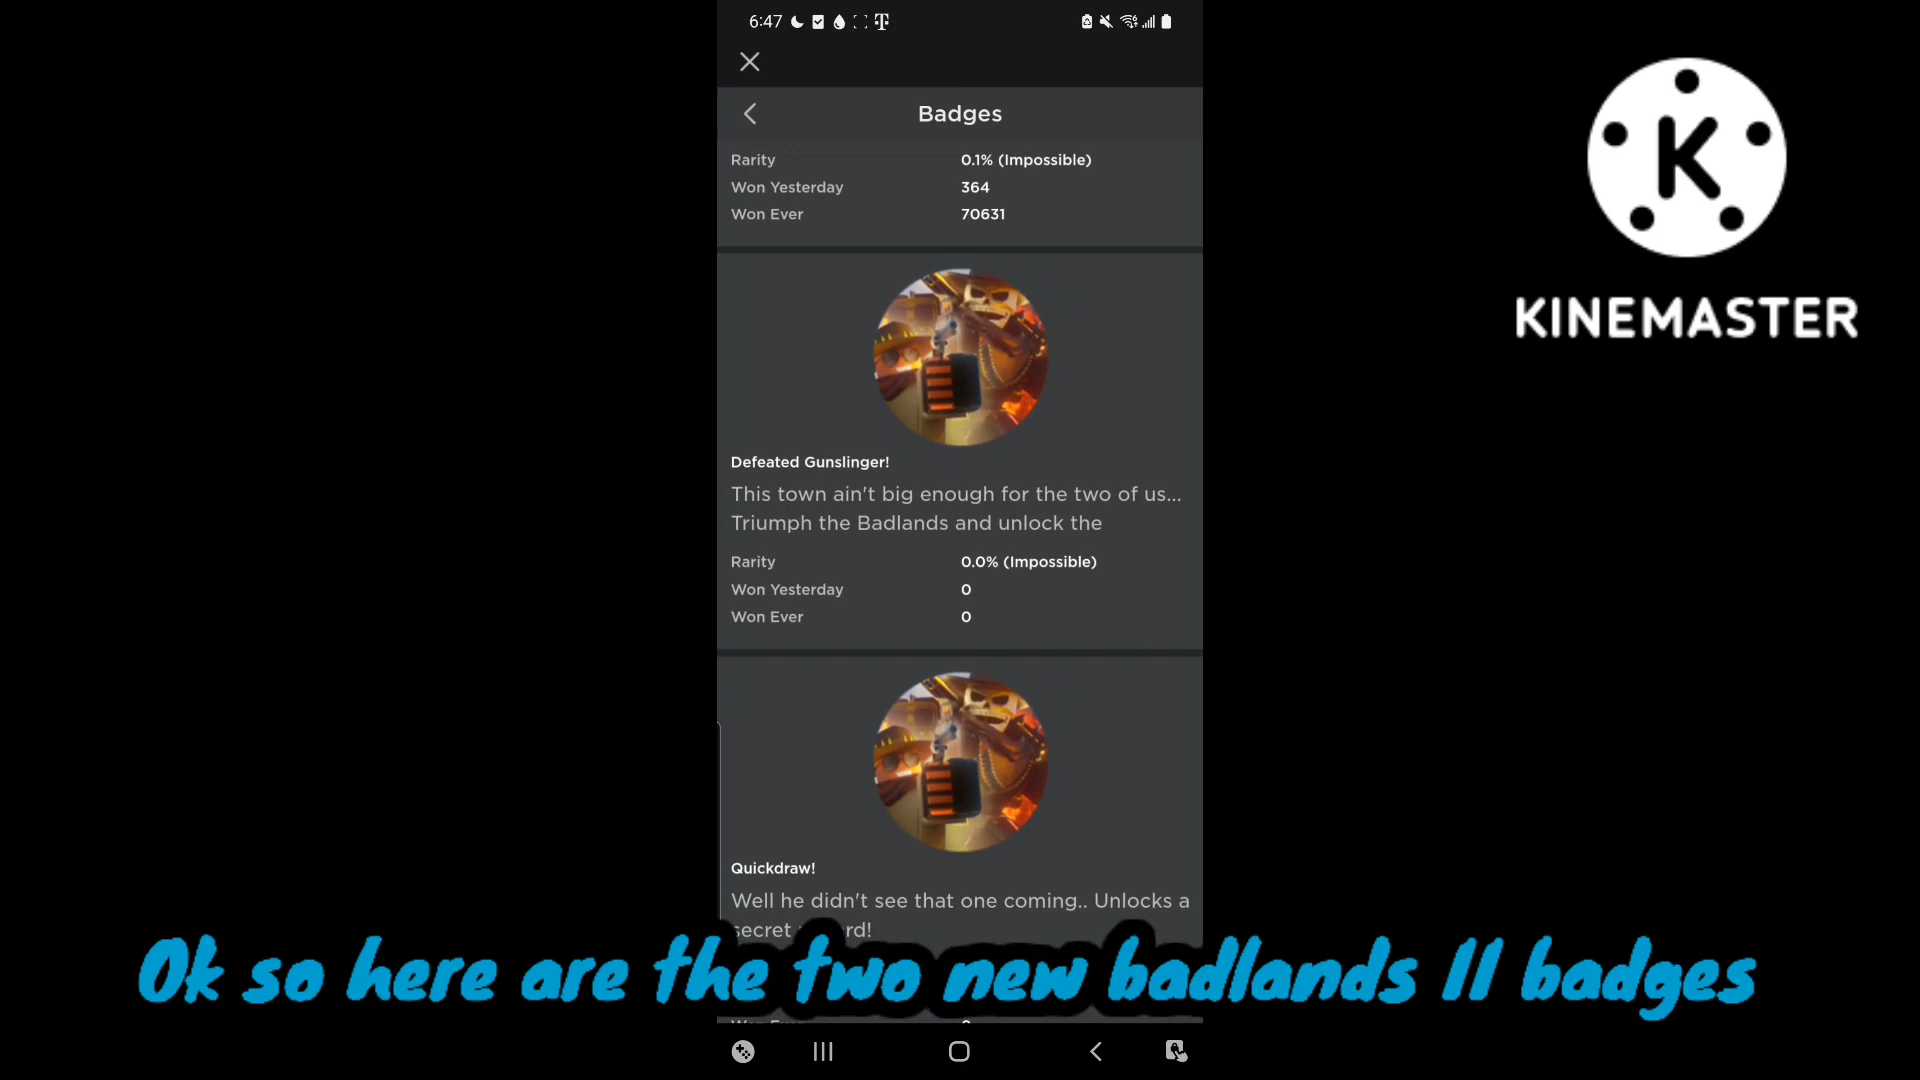 6:47
Badges
Rarity 0.1% (Impossible)
Won Yesterday 364
Won Ever 70631
Defeated Gunslinger!
This town ain't big enough for the two of us...
Triumph the Badlands and unlock the
Rarity 0.0% (Impossible)
Won Yesterday 0
Won Ever 0
Quickdraw!
Well he didn't see that one coming.. Unlocks a
secret
Ok so here are the two new badlands II badges
K
KINEMASTER